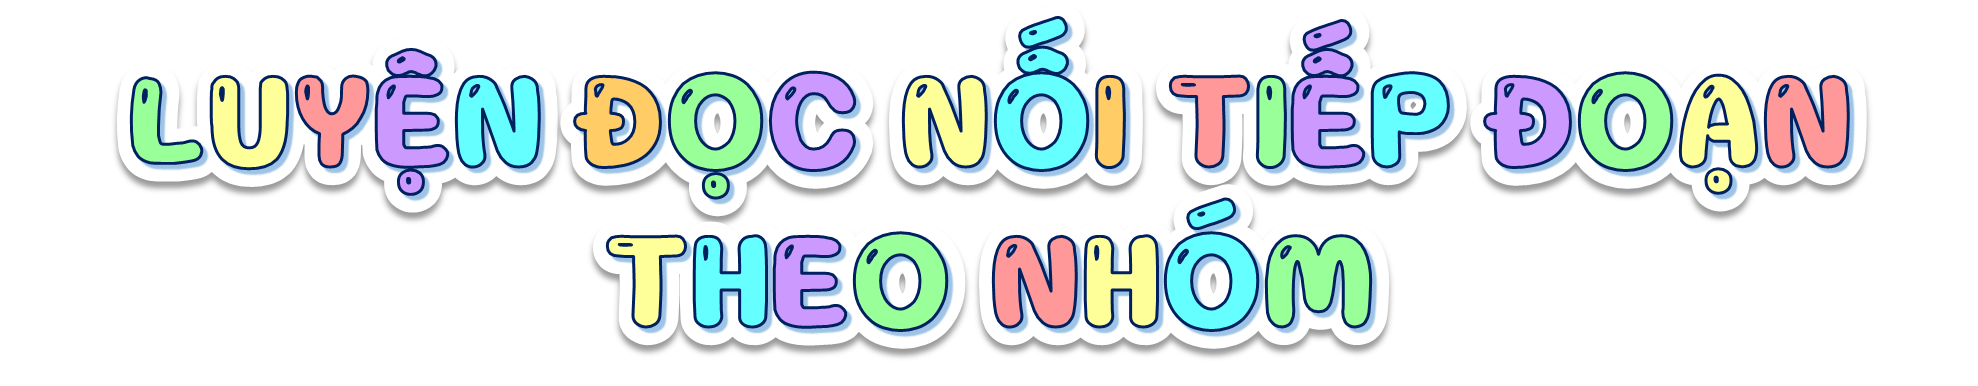 LUYỆN ĐỌC NỐI TIẾP ĐOẠN
THEO NHÓM